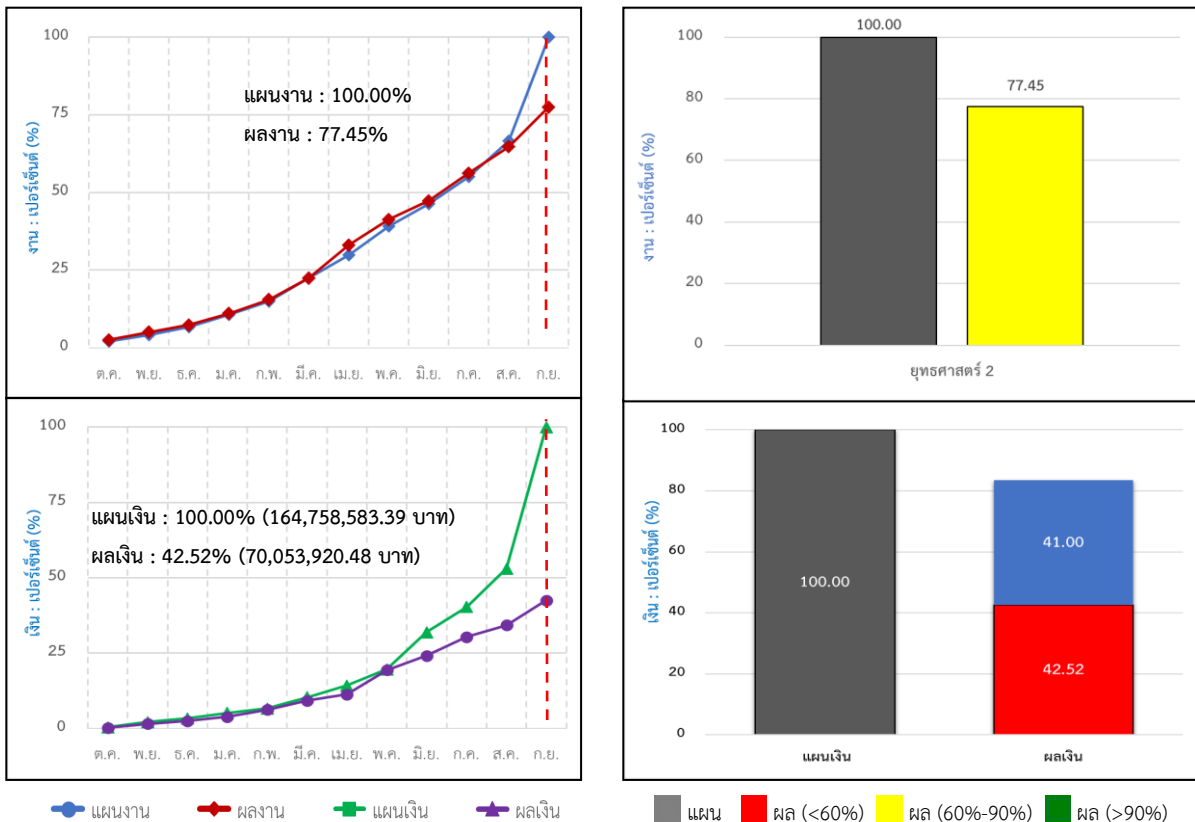 งาน : เปอร์เซ็นต์ (%)
100
75
50
25
0
แผนงาน : 100.00%
ผลงาน : 77.45%
ต.ค. พ.ย. ธ.ค. ม.ค. ก.พ. มี.ค. เม.ย. พ.ค. มิ.ย. ก.ค. ส.ค. ก.ย.
งาน : เปอร์เซ็นต์ (%)
100
80
60
40
20
0
100.00
77.45
ยุทธศาสตร์ 2
เงิน : เปอร์เซ็นต์ (%)
100
75
50
25
0
แผนเงิน : 100.00% (164,758,583.39 บาท)
ผลเงิน : 42.52% (70,053,920.48 บาท)
ต.ค. พ.ย. ธ.ค. ม.ค. ก.พ. มี.ค. เม.ย. พ.ค. มิ.ย. ก.ค. ส.ค. ก.ย.
เงิน : เปอร์เซ็นต์ (%)
100
80
60
40
20
0
100.00
41.00
42.52
แผนเงิน ผลเงิน
แผนงาน ผลงาน แผนเงิน ผลเงิน
แผน ผล (<60%) ผล (60%-90%) ผล (>90%)